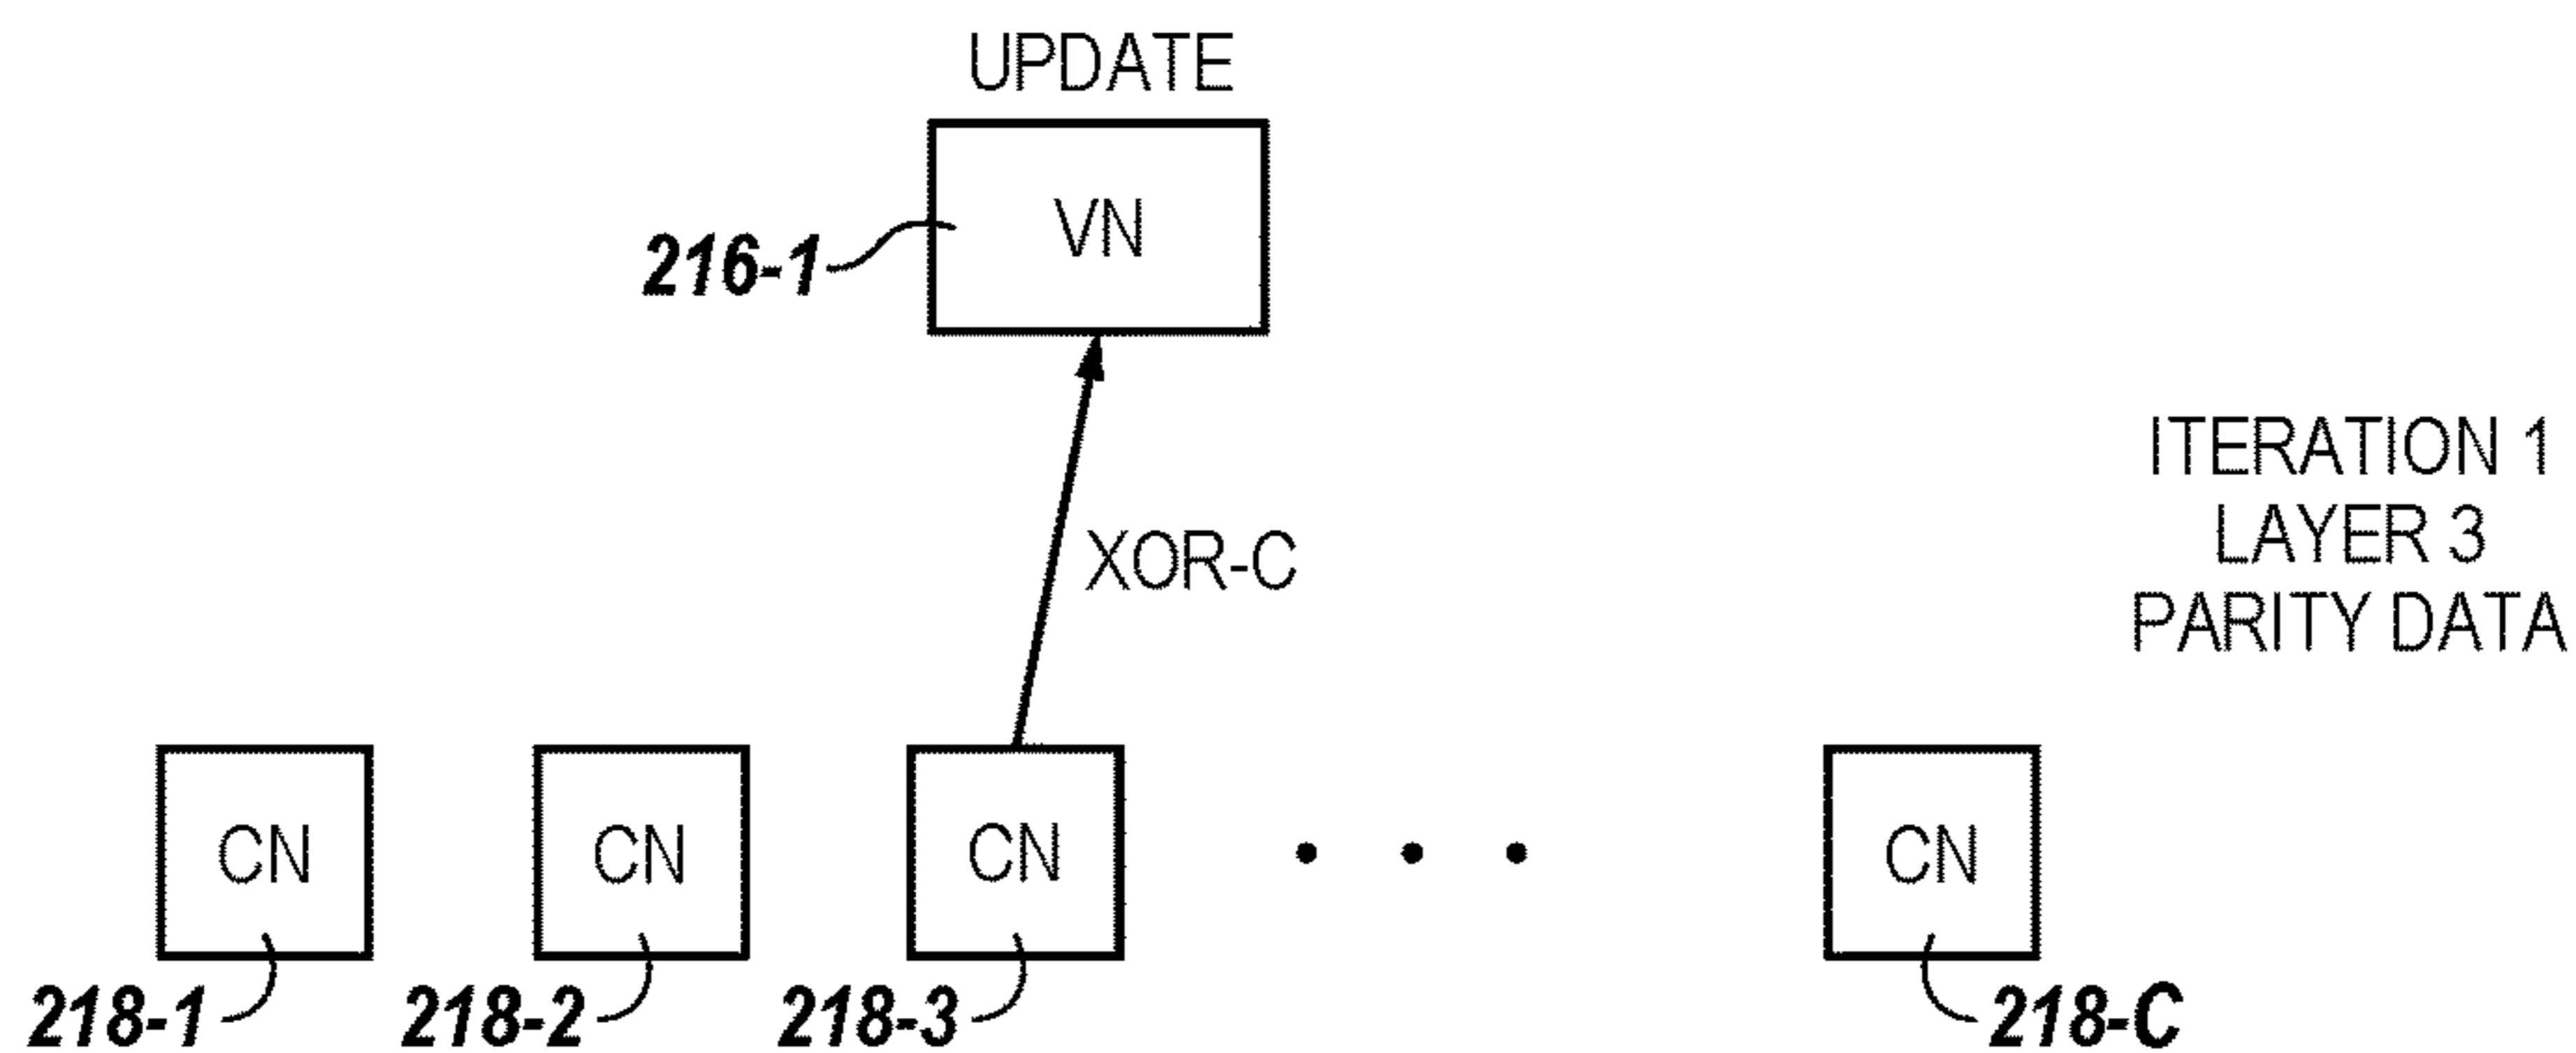 UPDATE
VN
216-1
XOR-C
ITERATION 1
LAYER 3
PARITY DATA
CN CN CN CN
218-1 218-2 218-3 218-C